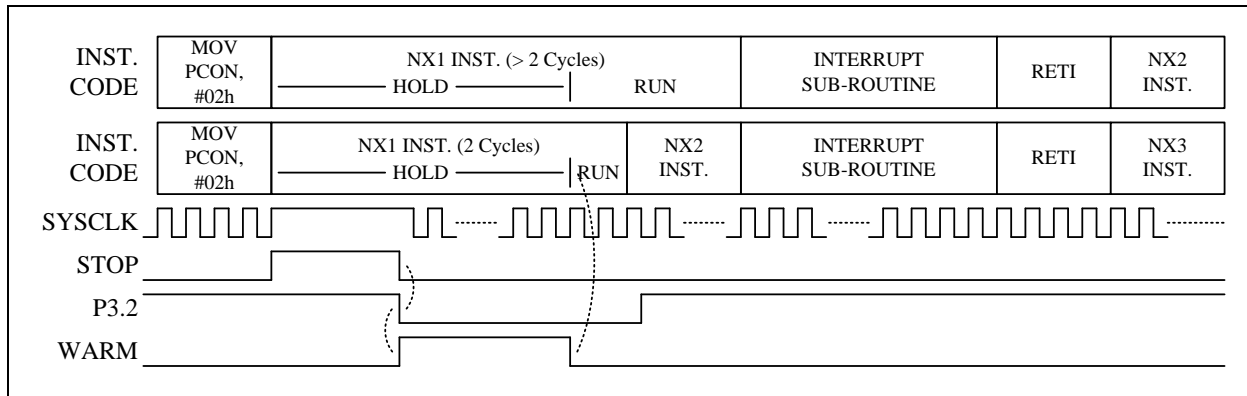 INST. CODE
MOV PCON, #02h
NX1 INST. (> 2 Cycles)
HOLD
RUN
INTERRUPT SUB-ROUTINE
RETI
NX2 INST.
INST. CODE
MOV PCON, #02h
NX1 INST. (2 Cycles)
HOLD
RUN
NX2 INST.
INTERRUPT SUB-ROUTINE
RETI
NX3 INST.
SYSCLK
STOP
P3.2
WARM